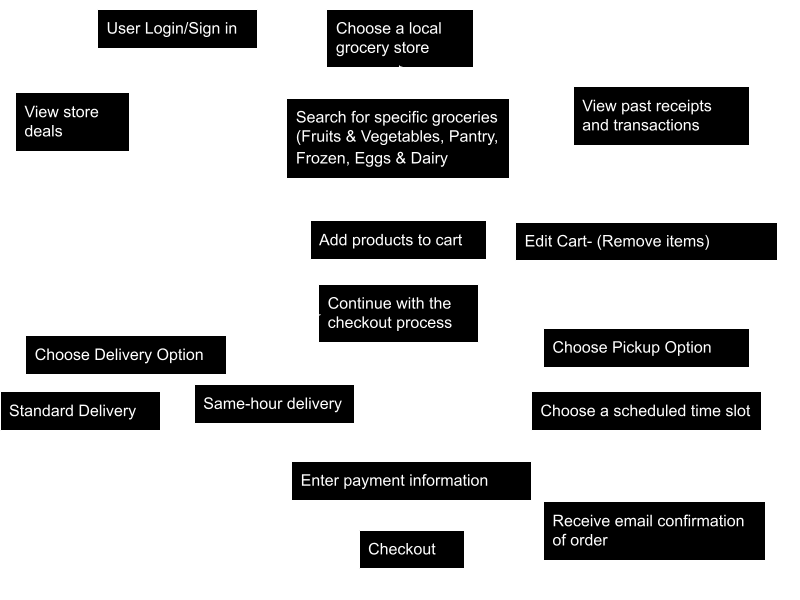 User Login/Sign in
Choose a local
grocery store
View store
deals
Search for specific groceries
(Fruits & Vegetables, Pantry,
Frozen, Eggs & Dairy
View past receipts
and transactions
Add products to cart
Edit Cart- (Remove items)
Continue with the
checkout process
Choose Delivery Option
Choose Pickup Option
Standard Delivery
Same-hour delivery
Choose a scheduled time slot
Enter payment information
Receive email confirmation
of order
Checkout